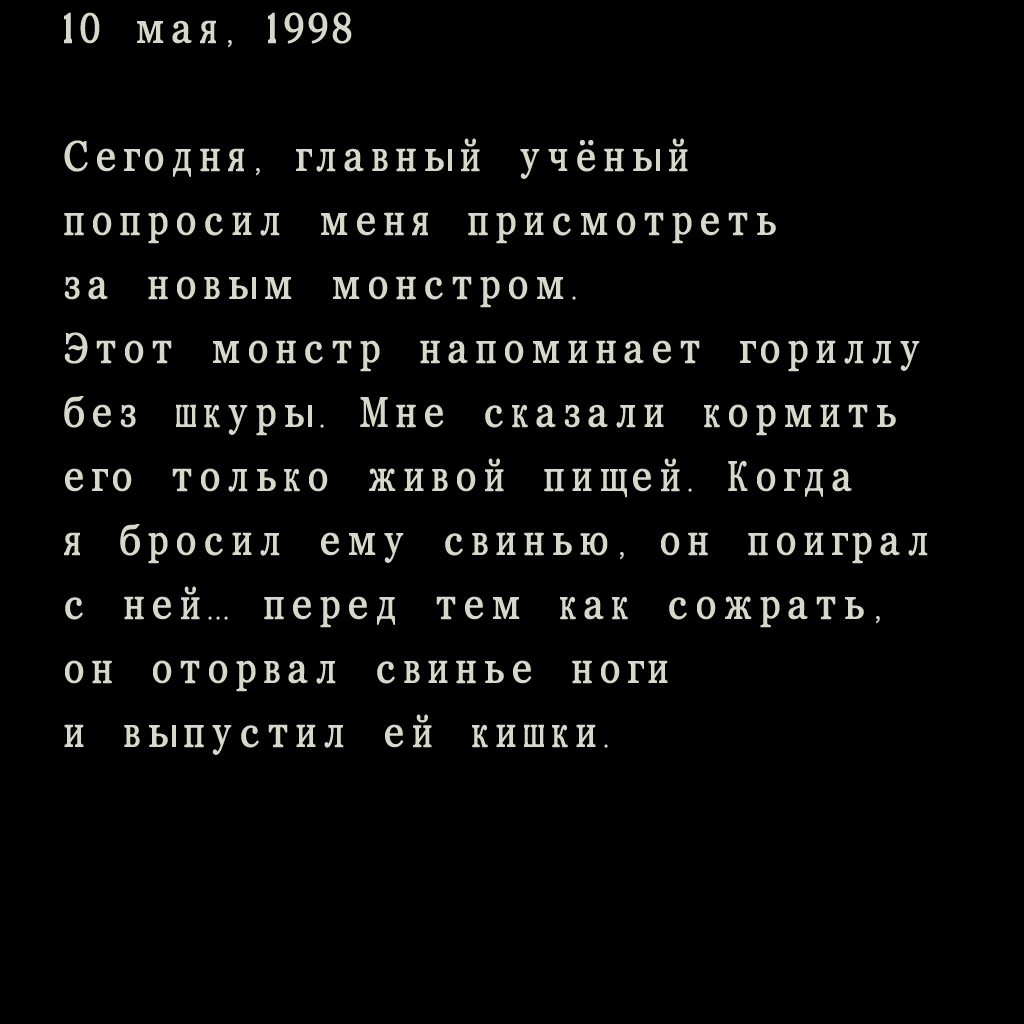 10 мая, 1998
Сегодня, главный учёный
попросил меня присмотреть
за новым монстром.
Этот монстр напоминает гориллу
без шкуры. Мне сказали кормить
его только живой пищей. Когда
я бросил ему свинью, он поиграл
с ней... перед тем как сожрать,
он оторвал свинье ноги
и выпустил ей кишки.